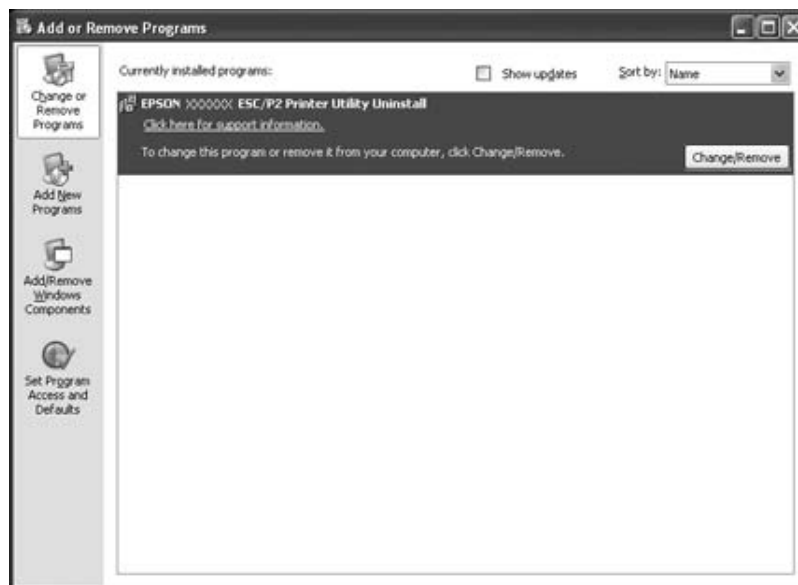 Add or Remove Programs
Change or
Remove
Programs
Add New
Programs
Add/Remove
Windows
Components
Set Program
Access and
Defaults
Currently installed programs:
Show updates
Sort by: Name
EPSON XXXXXX ESC/P2 Printer Utility Uninstall
Click here for support information.
To change this program or remove it from your computer, click Change/Remove.
Change/Remove